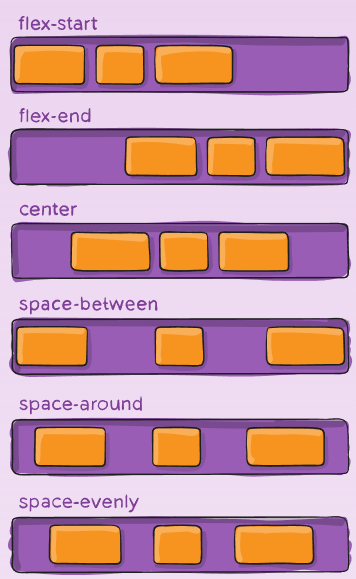 flex-start
flex-end
center
space-between
space-around
space-evenly